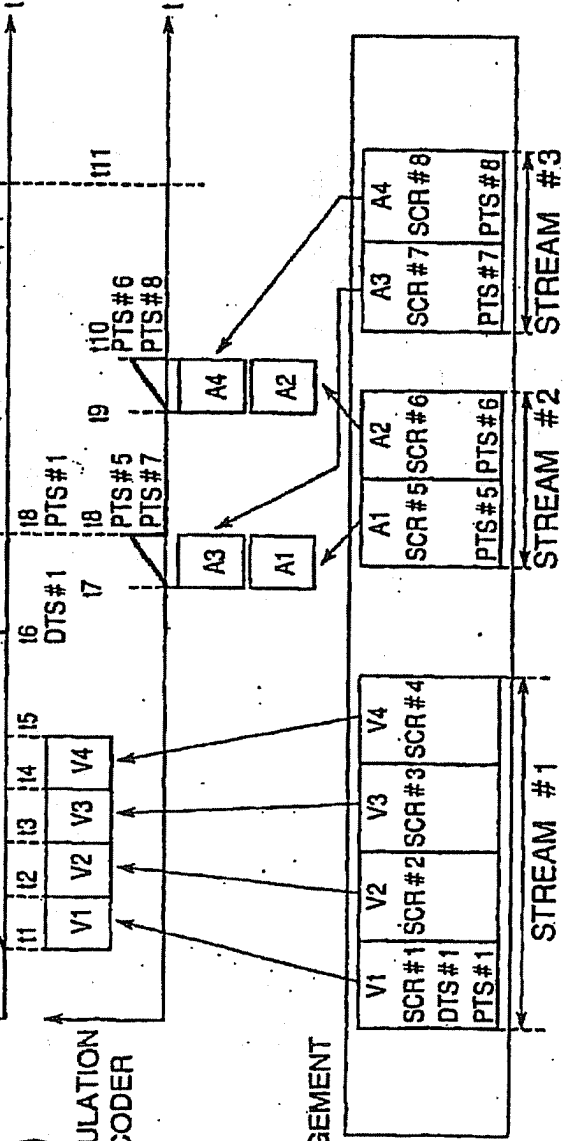 t
t1 t2 t3 t4 t5 t6 t8
DTS#1 PTS#1
V1 V2 V3 V4
t7 t8 t9 t10 t11
PTS#5 PTS#6
PTS#7 PTS#8
t
ULATION
CODER
A3 A4
A1 A2
GEMENT
V1 V2 V3 V4 A1 A2 A3 A4
SCR#1 SCR#2 SCR#3 SCR#4 SCR#5 SCR#6 SCR#7 SCR#8
DTS#1
PTS#1 PTS#5 PTS#6 PTS#7 PTS#8
STREAM #1 STREAM #2 STREAM #3